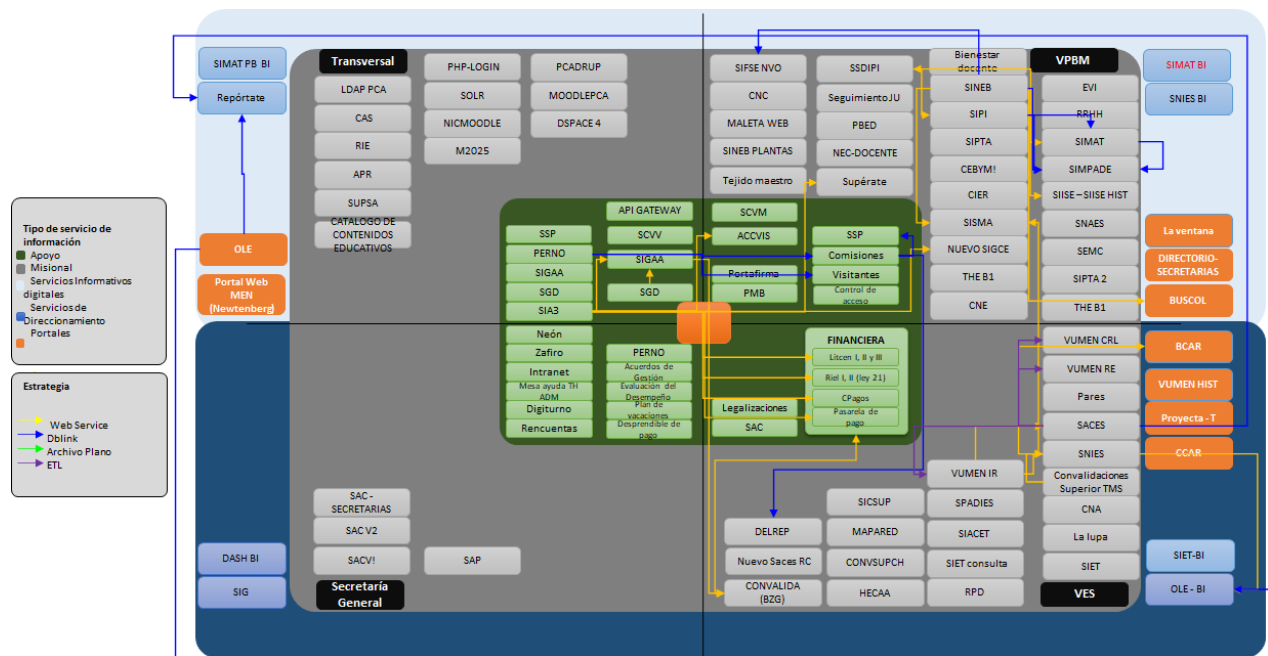 SIMAT PB BI
Repórtate
OLE
Portal Web
MEN
(Newtenberg)
Tipo de servicio de
información
Apoyo
Misional
Servicios Informativos
digitales
Servicios de
Direccionamiento
Portales
Estrategia
Web Service
Dblink
Archivo Plano
ETL
DASH BI
SIG
Transversal
LDAP PCA
CAS
RIE
APR
SUPSA
CATALOGO DE
CONTENIDOS
EDUCATIVOS
PHP-LOGIN
SOLR
NICMOODLE
M2025
PCADRUP
MOODLEPCA
DSPACE 4
SIFSE NVO
CNC
MALETA WEB
SINEB PLANTAS
Tejido maestro
SSDIPI
Seguimiento JU
PBED
NEC-DOCENTE
Supérate
Bienestar
docente
SINEB
SIPI
SIPTA
CEBYM!
CIER
SISMA
NUEVO SIGCE
THE B1
CNE
VPBM
EVI
RRHH
SIMAT
SIMPADE
SIISE – SIISE HIST
SNAES
SEMC
SIPTA 2
THE B1
SIMAT BI
SNIES BI
La ventana
DIRECTORIO-
SECRETARIAS
BUSCOL
SSP
PERNO
SIGAA
SGD
SIA3
Neón
Zafiro
Intranet
Mesa ayuda TH
ADM
Digiturno
Rencuentas
API GATEWAY
SCVV
SIGAA
SGD
PERNO
Acuerdos de
Gestión
Evaluación del
Desempeño
Plan de
vacaciones
Desprendible de
pago
SCVM
ACCVIS
Portafirma
PMB
Legalizaciones
SAC
SSP
Comisiones
Visitantes
Control de
acceso
FINANCIERA
Litcen I, II y III
Riel I, II (ley 21)
CPagos
Pasarela de
pago
VUMEN CRL
VUMEN RE
Pares
SACES
SNIES
Convalidaciones
Superior TMS
CNA
La lupa
SIET
VES
BCAR
VUMEN HIST
Proyecta - T
CCAR
SIET-BI
OLE - BI
SAC -
SECRETARIAS
SAC V2
SACV!
Secretaría
General
SAP
DELREP
Nuevo Saces RC
CONVALIDA
(BZG)
SICSUP
MAPARED
CONVSUPCH
HECAA
VUMEN IR
SPADIES
SIACET
SIET consulta
RPD